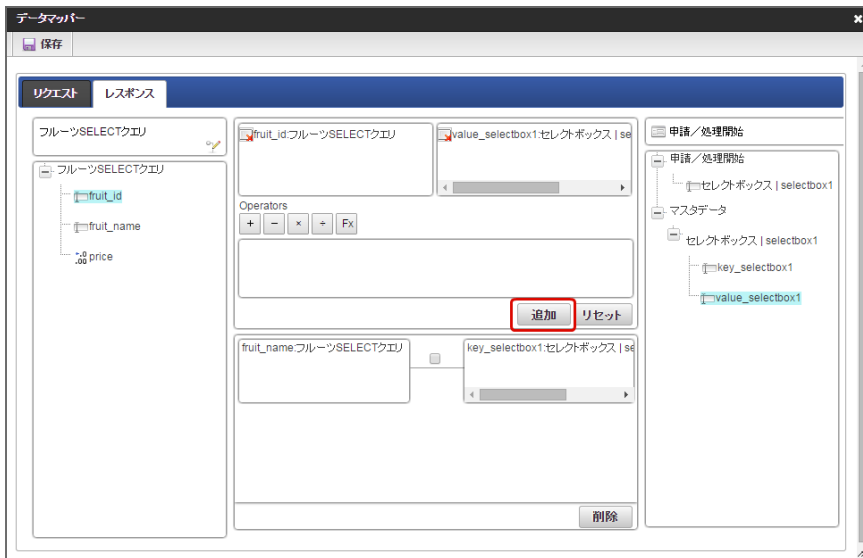 データマッパー
保存
リクエスト
レスポンス
フルーツSELECTクエリ
フルーツSELECTクエリ
fruit_id
fruit_name
price
fruit_id:フルーツSELECTクエリ
value_selectbox1:セレクトボックス | se
Operators
+ − × ÷ Fx
追加
リセット
fruit_name:フルーツSELECTクエリ
key_selectbox1:セレクトボックス | se
削除
申請／処理開始
申請／処理開始
セレクトボックス | selectbox1
マスタデータ
セレクトボックス | selectbox1
key_selectbox1
value_selectbox1